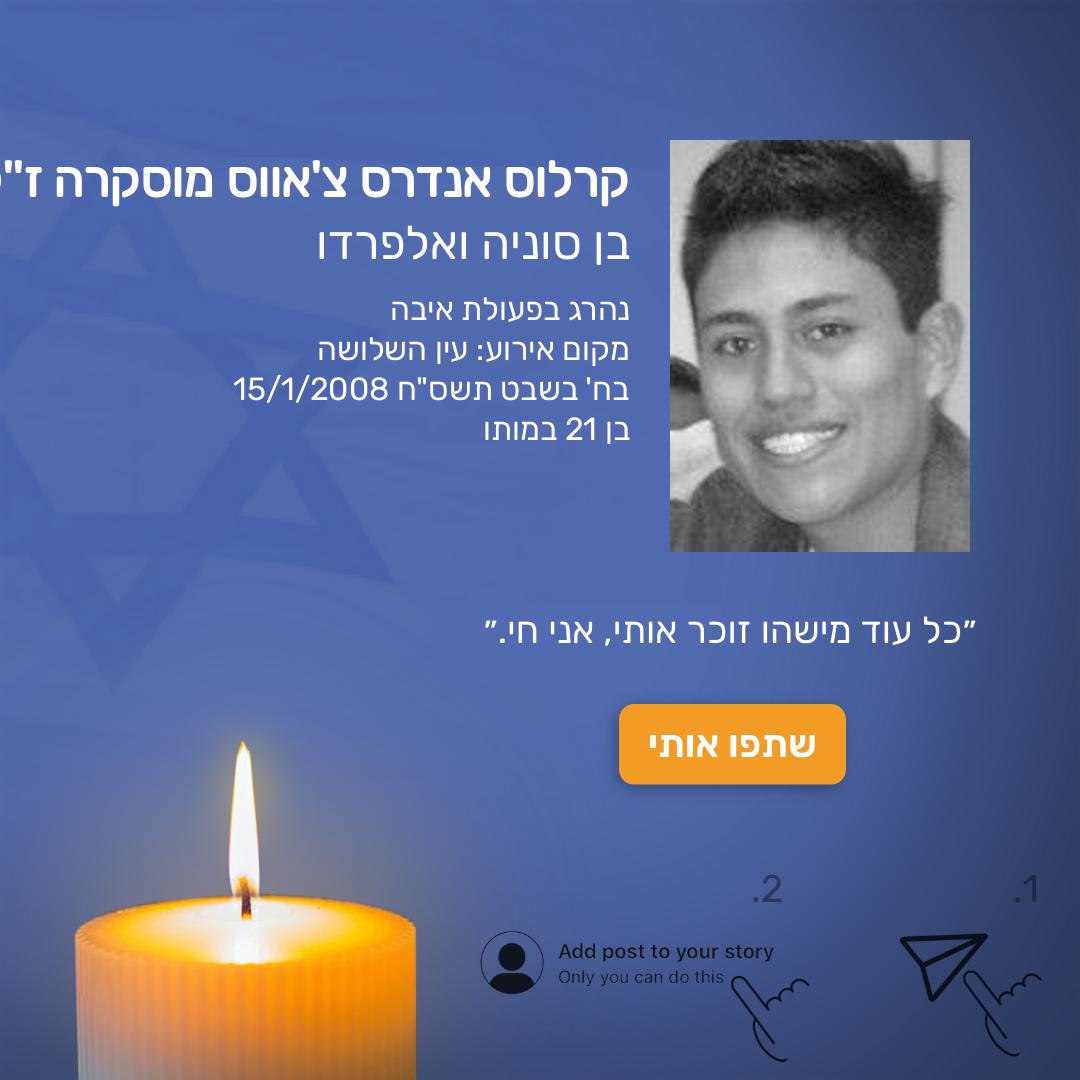 קרלוס אנדרס צ'אווס מוסקרה ז"
בן סוניה ואלפרדו
נהרג בפעולת איבה
מקום אירוע: עין השלושה
בח' בשבט תשס"ח 15/1/2008
בן 21 במותו
״כל עוד מישהו זוכר אותי, אני חי.״
שתפו אותי
1.
2.
Add post to your story
Only you can do this